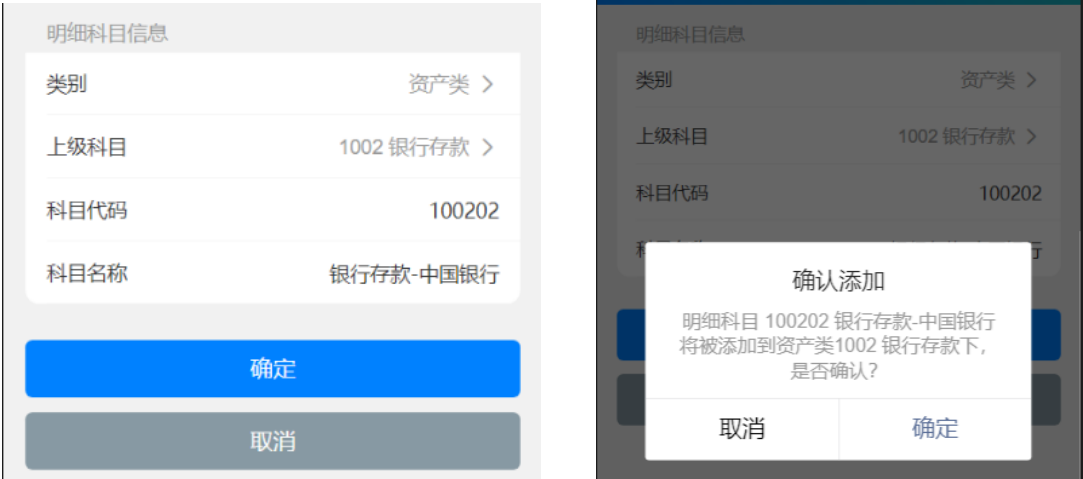 明细科目信息
类别
资产类
上级科目
1002 银行存款
科目代码
100202
科目名称
银行存款-中国银行
确定
取消
明细科目信息
类别
资产类
上级科目
1002 银行存款
科目代码
100202
确认添加
明细科目 100202 银行存款-中国银行
将被添加到资产类1002 银行存款下，
是否确认？
取消
确定